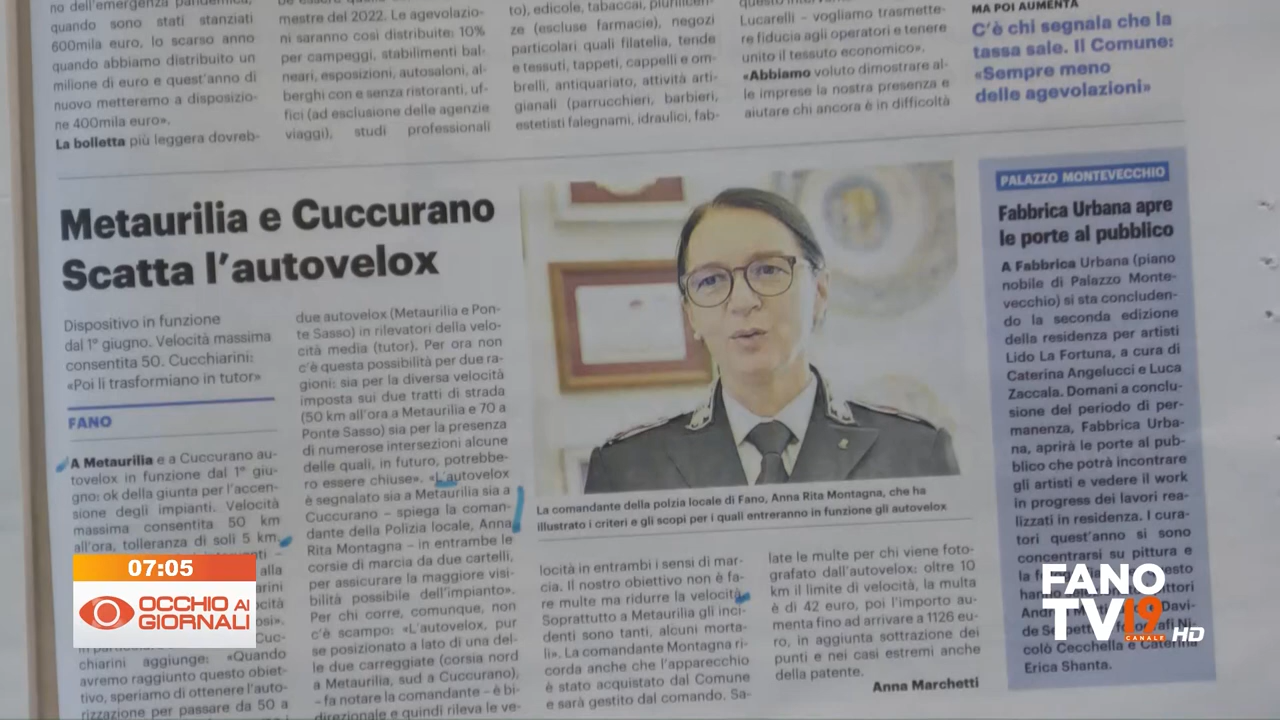 no dell'emergenza pandemica,
quando sono stati stanziati
600mila euro, lo scorso anno
quando abbiamo distribuito un
milione di euro e quest'anno di
nuovo metteremo a disposizio-
ne 400mila euro».
La bolletta più leggera dovreb-
mestre del 2022. Le agevolazio-
ni saranno così distribuite: 10%
per campeggi, stabilimenti bal-
neari, esposizioni, autosaloni, al-
berghi con e senza ristoranti, uf-
fici (ad esclusione delle agenzie
viaggi), studi professionali
to), edicole, tabaccai, plurilicen-
ze (escluse farmacie), negozi
particolari quali filatelia, tende
e tessuti, tappeti, cappelli e om-
brelli, antiquariato, attività arti-
gianali (parrucchieri, barbieri,
estetisti falegnami, idraulici, fab-
questo
Lucarelli – vogliamo trasmette-
re fiducia agli operatori e tenere
unito il tessuto economico».
«Abbiamo voluto dimostrare al-
le imprese la nostra presenza e
aiutare chi ancora è in difficoltà
MA POI AUMENTA
C'è chi segnala che la
tassa sale. Il Comune:
«Sempre meno
delle agevolazioni»
Metaurilia e Cuccurano
Scatta l'autovelox
Dispositivo in funzione
dal 1° giugno. Velocità massima
consentita 50. Cucchiarini:
«Poi li trasformiano in tutor»
FANO
A Metaurilia e a Cuccurano au-
tovelox in funzione dal 1° giu-
gno: ok della giunta per l'accen-
sione degli impianti. Velocità
massima consentita 50 km
all'ora, tolleranza di soli 5 km.
alla
Cuc-
chiarini aggiunge: «Quando
avremo raggiunto questo obiet-
tivo, speriamo di ottenere l'auto-
rizzazione per passare da 50 a
due autovelox (Metaurilia e Pon-
te Sasso) in rilevatori della velo-
cità media (tutor). Per ora non
c'è questa possibilità per due ra-
gioni: sia per la diversa velocità
imposta sui due tratti di strada
(50 km all'ora a Metaurilia e 70 a
Ponte Sasso) sia per la presenza
di numerose intersezioni alcune
delle quali, in futuro, potrebbe-
ro essere chiuse». «L'autovelox
è segnalato sia a Metaurilia sia a
Cuccurano – spiega la coman-
dante della Polizia locale, Anna
Rita Montagna – in entrambe le
corsie di marcia da due cartelli,
per assicurare la maggiore visi-
bilità possibile dell'impianto».
Per chi corre, comunque, non
c'è scampo: «L'autovelox, pur
se posizionato a lato di una del-
le due carreggiate (corsia nord
a Metaurilia, sud a Cuccurano),
– fa notare la comandante – è bi-
direzionale e quindi rileva le ve-
La comandante della polzia locale di Fano, Anna Rita Montagna, che ha
illustrato i criteri e gli scopi per i quali entreranno in funzione gli autovelox
locità in entrambi i sensi di mar-
cia. Il nostro obiettivo non è fa-
re multe ma ridurre la velocità.
Soprattutto a Metaurilia gli inci-
denti sono tanti, alcuni morta-
li». La comandante Montagna ri-
corda anche che l'apparecchio
è stato acquistato dal Comune
e sarà gestito dal comando. Sa-
late le multe per chi viene foto-
grafato dall'autovelox: oltre 10
km il limite di velocità, la multa
è di 42 euro, poi l'importo au-
menta fino ad arrivare a 1126 eu-
ro, in aggiunta sottrazione dei
punti e nei casi estremi anche
della patente.
Anna Marchetti
PALAZZO MONTEVECCHIO
Fabbrica Urbana apre
le porte al pubblico
A Fabbrica Urbana (piano
nobile di Palazzo Monte-
vecchio) si sta concluden-
do la seconda edizione
della residenza per artisti
Lido La Fortuna, a cura di
Caterina Angelucci e Luca
Zaccala. Domani a conclu-
sione del periodo di per-
manenza, Fabbrica Urba-
na, aprirà le porte al pub-
blico che potrà incontrare
gli artisti e vedere il work
in progress dei lavori rea-
lizzati in residenza. I cura-
tori quest'anno si sono
concentrati su pittura e
colò Cecchella e Caterina
Erica Shanta.
07:05
OCCHIO AI
GIORNALI
FANO
TV 19
CANALE HD